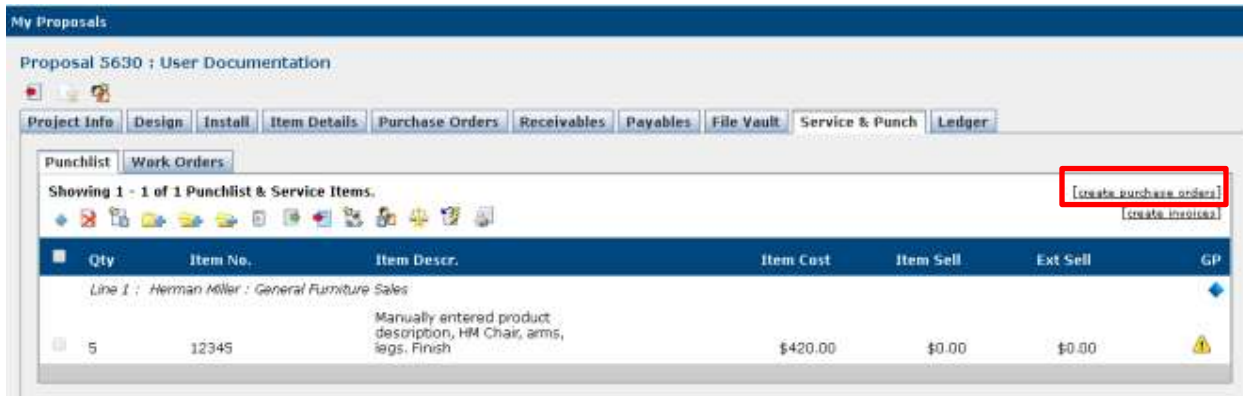 My Proposals
Proposal 5630 : User Documentation
Project Info Design Install Item Details Purchase Orders Receivables Payables File Vault Service & Punch Ledger
Punchlist Work Orders
Showing 1 - 1 of 1 Punchlist & Service Items.
[create purchase orders]
[create invoices]
Qty Item No. Item Descr. Item Cost Item Sell Ext Sell GP
Line 1 : Herman Miller : General Furniture Sales
Manually entered product
description, HM Chair, arms,
5 12345 legs. Finish $420.00 $0.00 $0.00